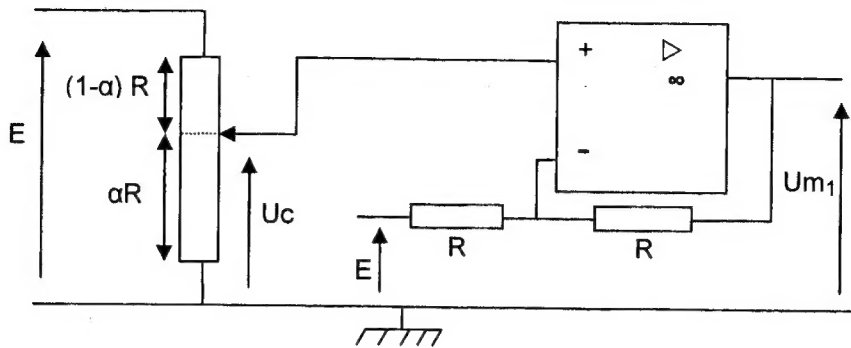 + ▷
(1-α) R
∞
E
-
αR
Uc
Um₁
E
R
R